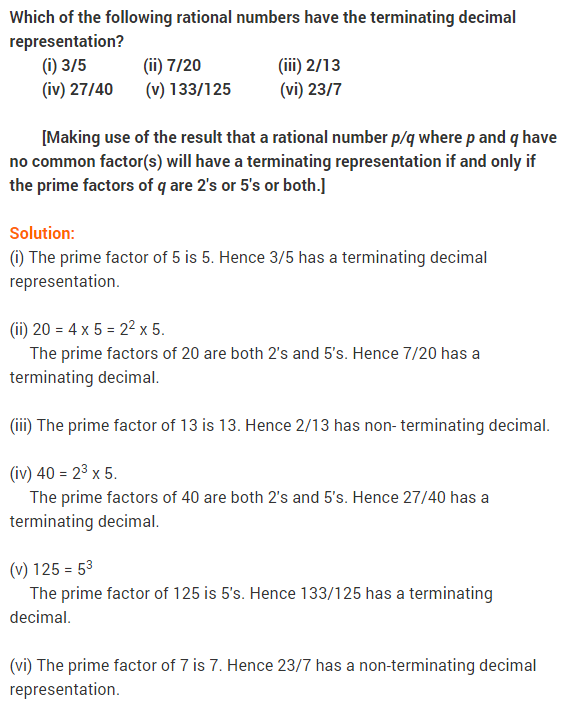 Which of the following rational numbers have the terminating decimal
representation?
(i) 3/5 (ii) 7/20 (iii) 2/13
(iv) 27/40 (v) 133/125 (vi) 23/7
[Making use of the result that a rational number p/q where p and q have
no common factor(s) will have a terminating representation if and only if
the prime factors of q are 2's or 5's or both.]
Solution:
(i) The prime factor of 5 is 5. Hence 3/5 has a terminating decimal
representation.
(ii) 20 = 4 x 5 = 2² x 5.
The prime factors of 20 are both 2's and 5's. Hence 7/20 has a
terminating decimal.
(iii) The prime factor of 13 is 13. Hence 2/13 has non- terminating decimal.
(iv) 40 = 2³ x 5.
The prime factors of 40 are both 2's and 5's. Hence 27/40 has a
terminating decimal.
(v) 125 = 5³
The prime factor of 125 is 5's. Hence 133/125 has a terminating
decimal.
(vi) The prime factor of 7 is 7. Hence 23/7 has a non-terminating decimal
representation.